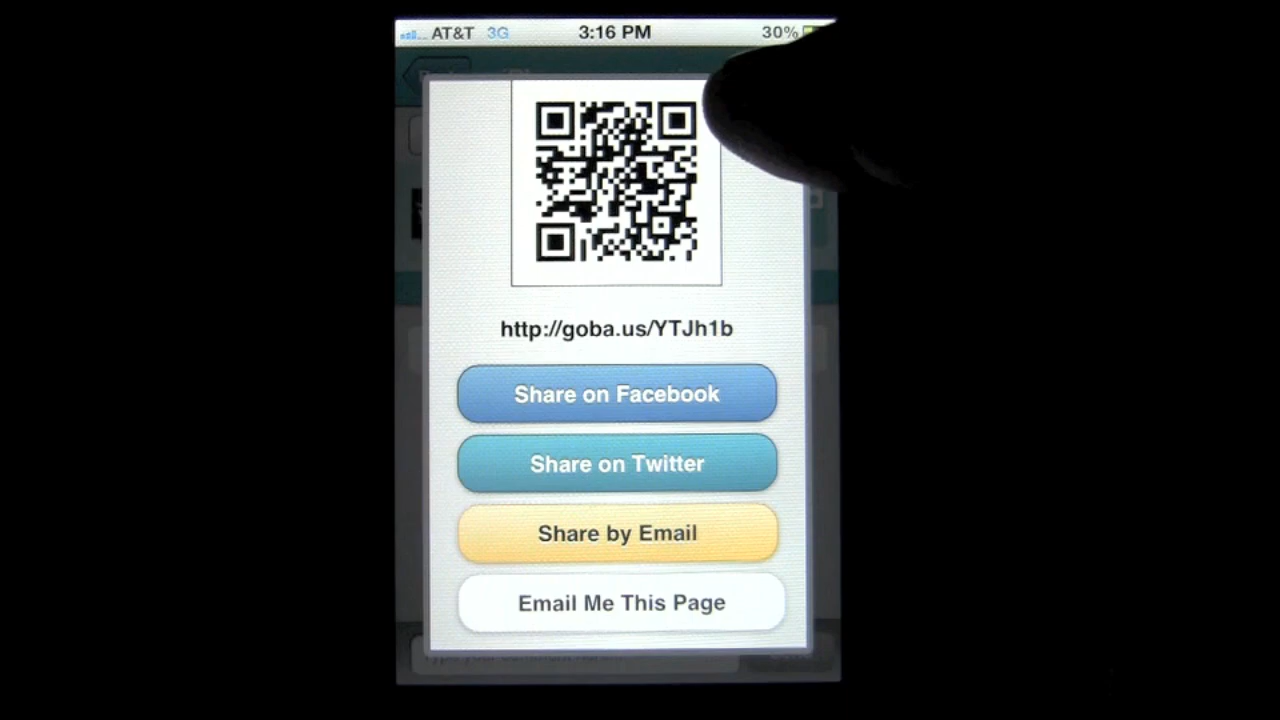 AT&T 3G 3:16 PM 30%
http://goba.us/YTJh1b
Share on Facebook
Share on Twitter
Share by Email
Email Me This Page